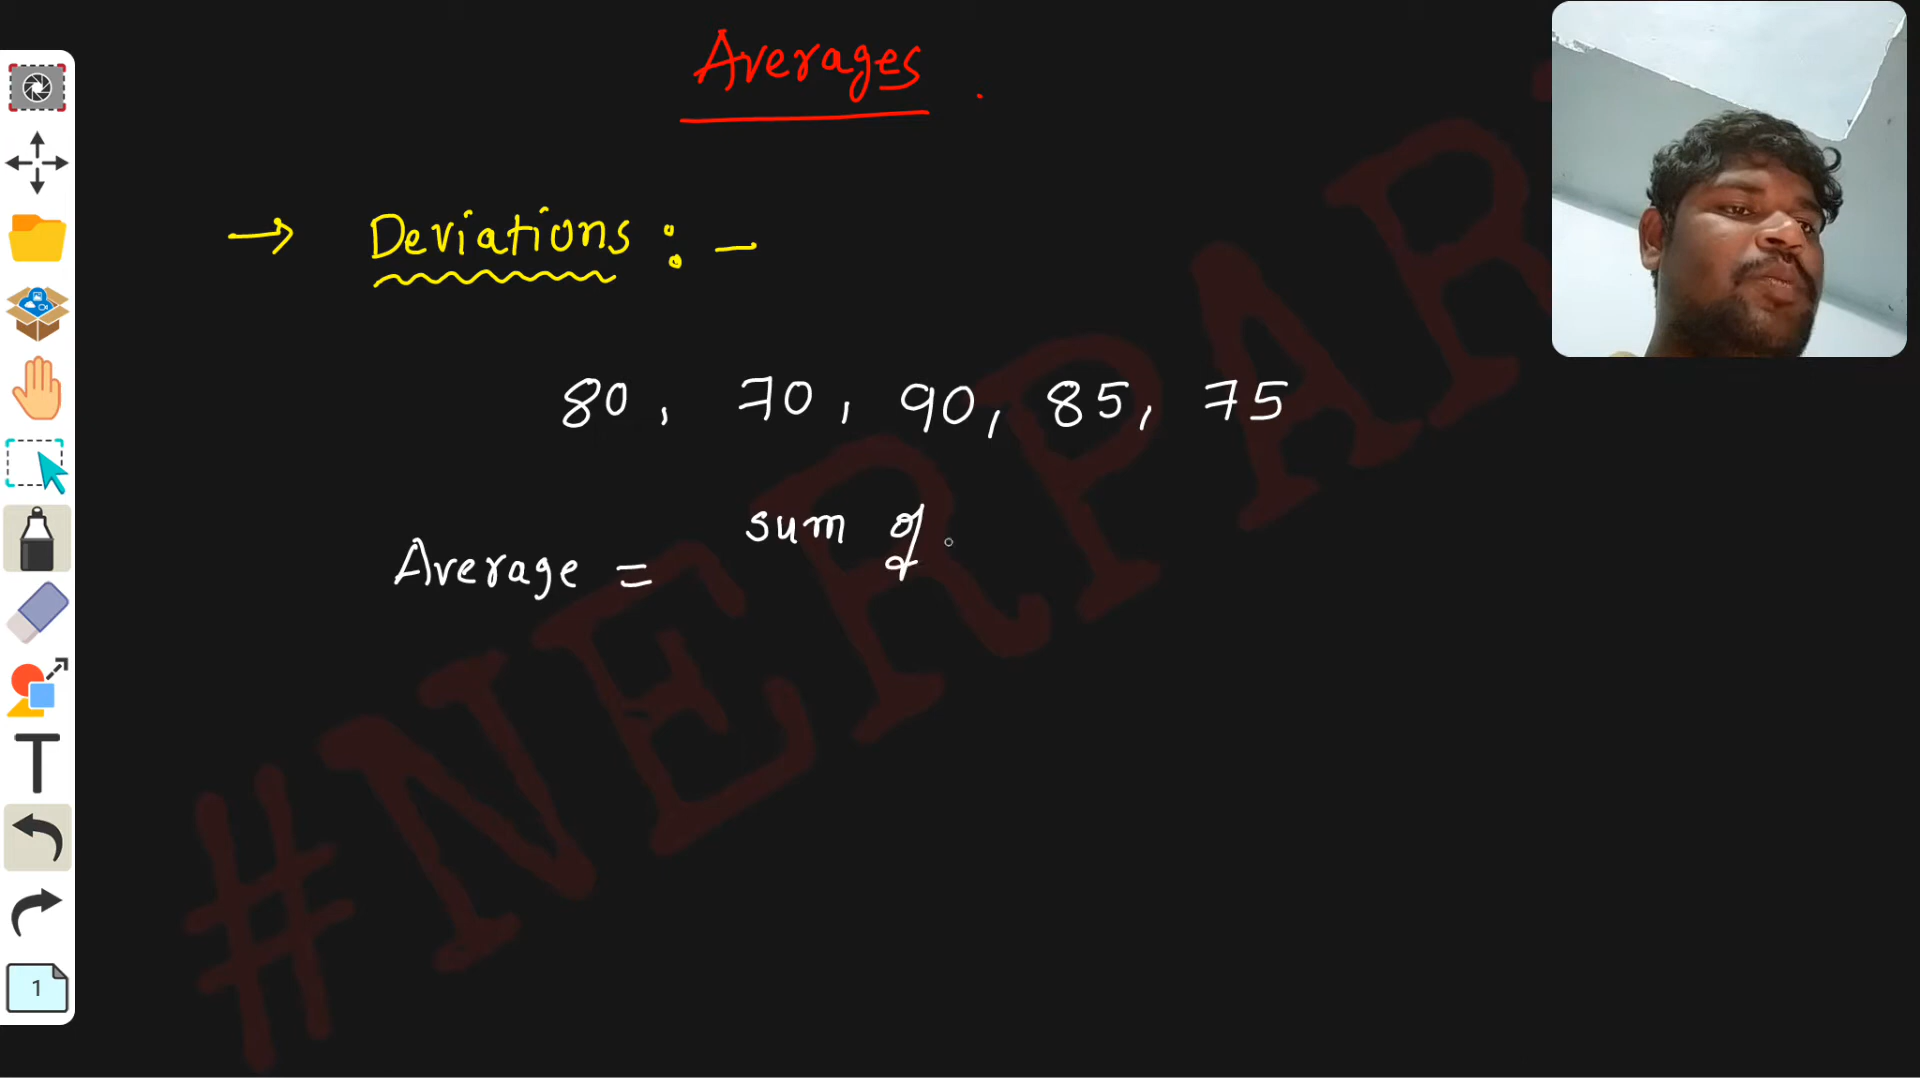 Averages .
→ Deviations : -
80, 70, 90, 85, 75
sum of
Average =
#NERPAR
1